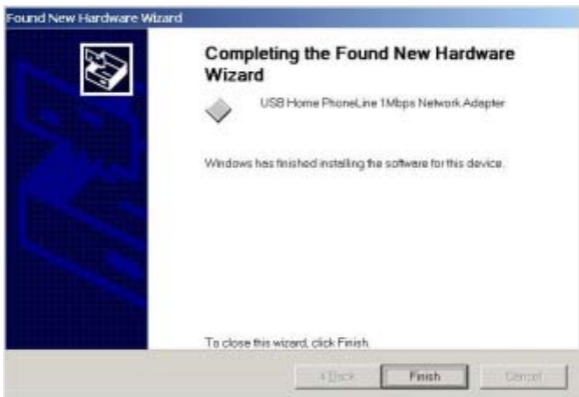 Found New Hardware Wizard
Completing the Found New Hardware
Wizard
USB Home PhoneLine 1Mbps Network Adapter
Windows has finished installing the software for this device.
To close this wizard, click Finish.
< Back Finish Cancel